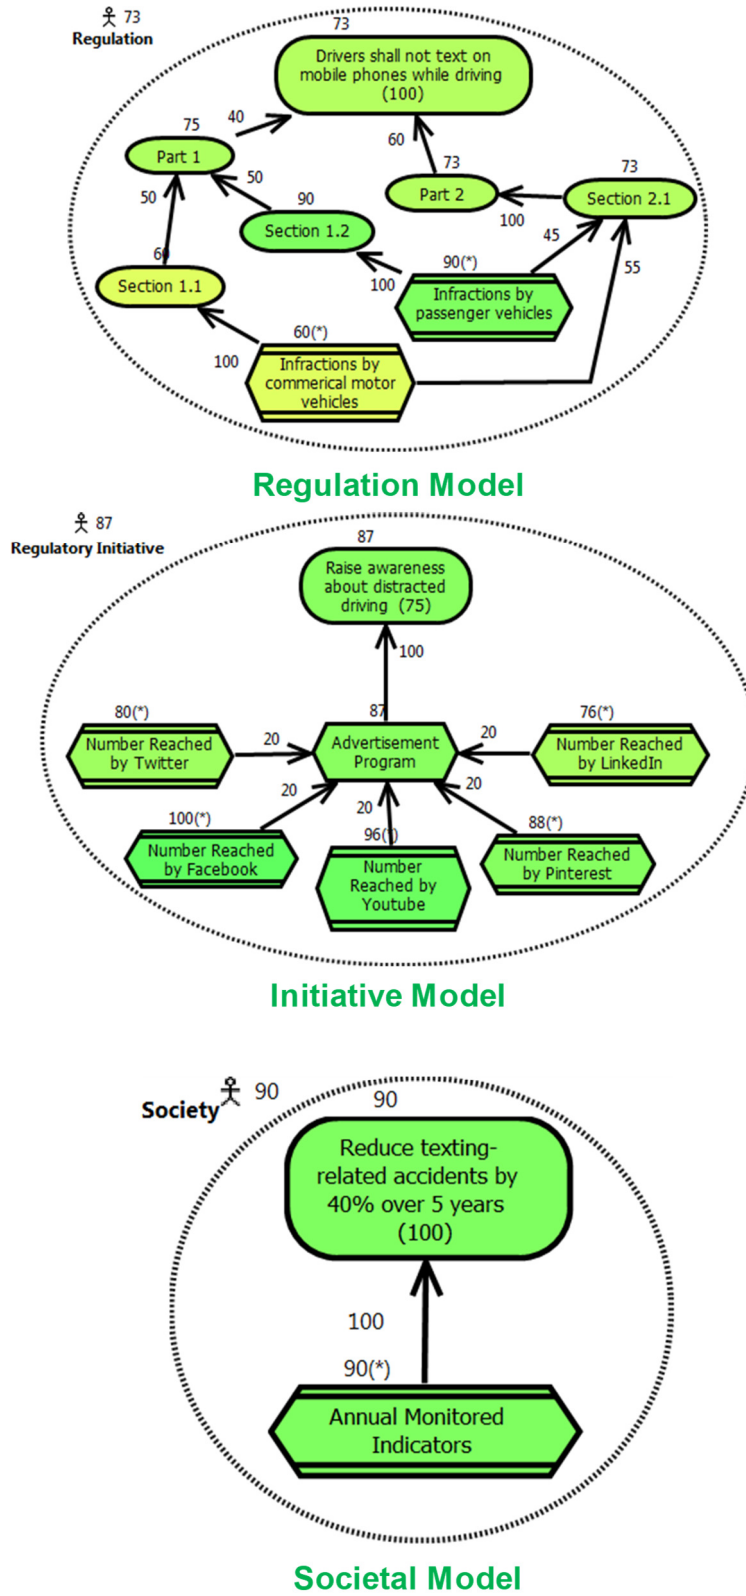 73
Regulation
73
Drivers shall not text on
mobile phones while driving
(100)
75
40
Part 1
60
73
Part 2
73
Section 2.1
50
50
90
Section 1.2
100
45
55
60
Section 1.1
90(*)
100
Infractions by
passenger vehicles
60(*)
100
Infractions by
commerical motor
vehicles
Regulation Model
87
Regulatory Initiative
87
Raise awareness
about distracted
driving (75)
100
80(*)
Number Reached
by Twitter
20
87
Advertisement
Program
20
76(*)
Number Reached
by LinkedIn
20
20
20
100(*)
Number Reached
by Facebook
96(*)
Number
Reached by
Youtube
88(*)
Number Reached
by Pinterest
Initiative Model
90
Society
90
Reduce texting-
related accidents by
40% over 5 years
(100)
100
90(*)
Annual Monitored
Indicators
Societal Model